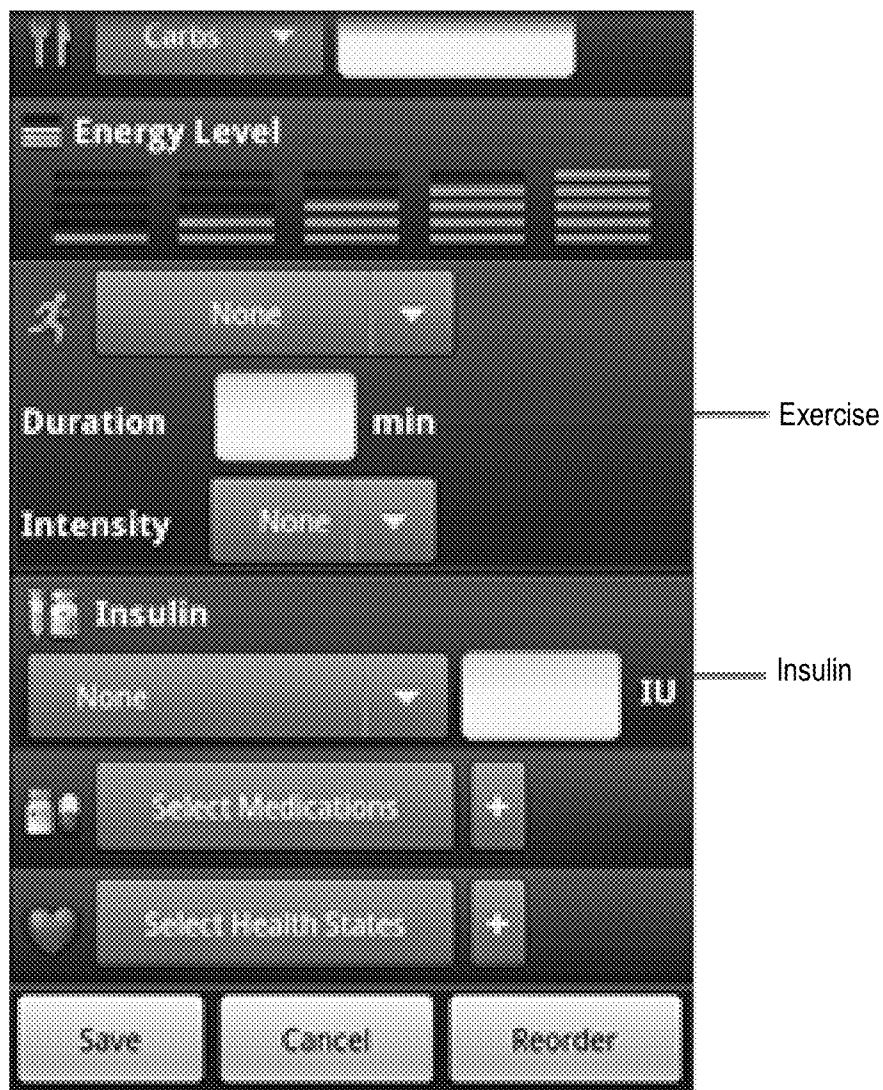 Carbs
Energy Level
None
Duration min
Exercise
Intensity None
Insulin
None IU
Insulin
Select Medications +
Select Health States +
Save Cancel Reorder